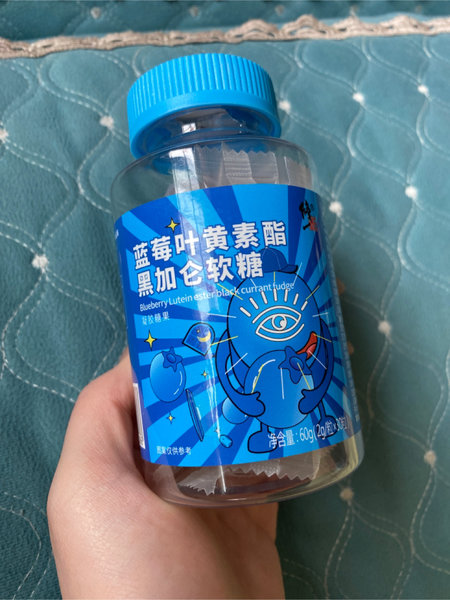 蓝莓叶黄素酯
黑加仑软糖
Blueberry Lutein ester black currant fudge
凝胶糖果
图案仅供参考
净含量:60g(2g/粒×30粒)